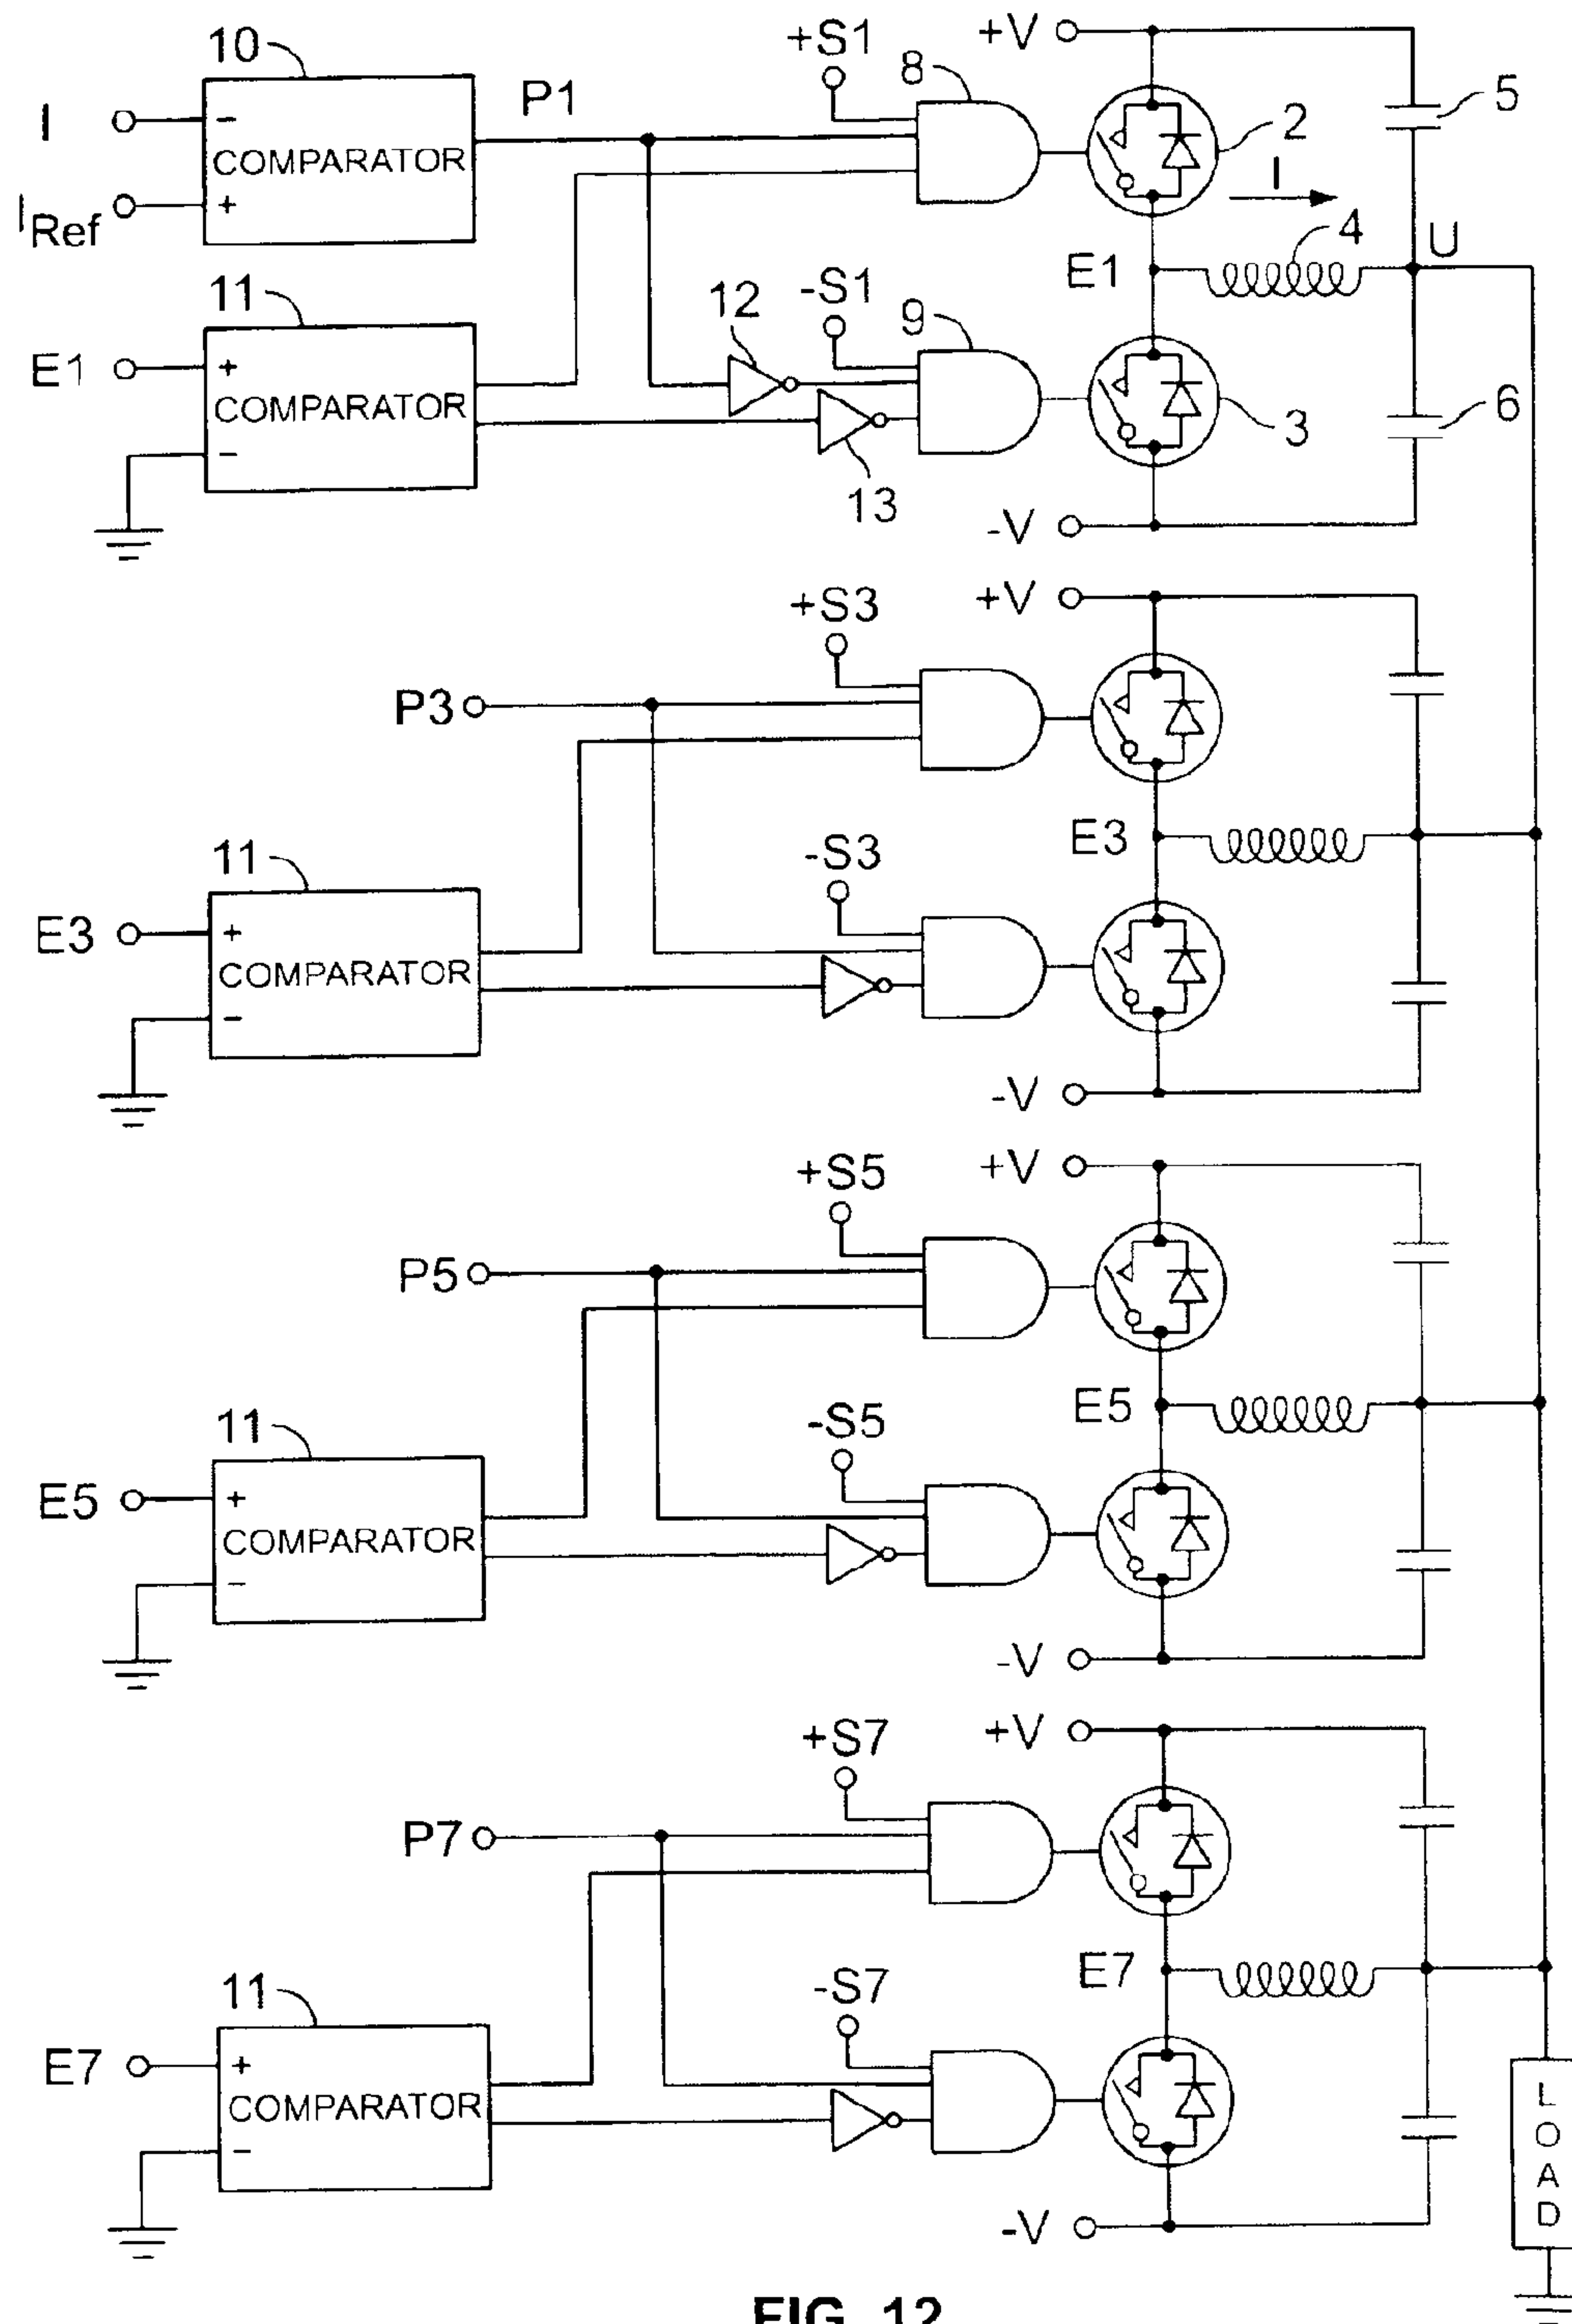 10
+S1
8
+V
5
I
−
P1
2
COMPARATOR
I
IRef
+
4
U
E1
11
12
-S1
9
E1
+
COMPARATOR
6
3
−
13
-V
+S3
+V
P3
E3
11
-S3
E3
+
COMPARATOR
−
-V
+S5
+V
P5
E5
11
-S5
E5
+
COMPARATOR
−
-V
+S7
+V
P7
E7
11
-S7
E7
+
COMPARATOR
−
LOAD
-V
FIG. 12